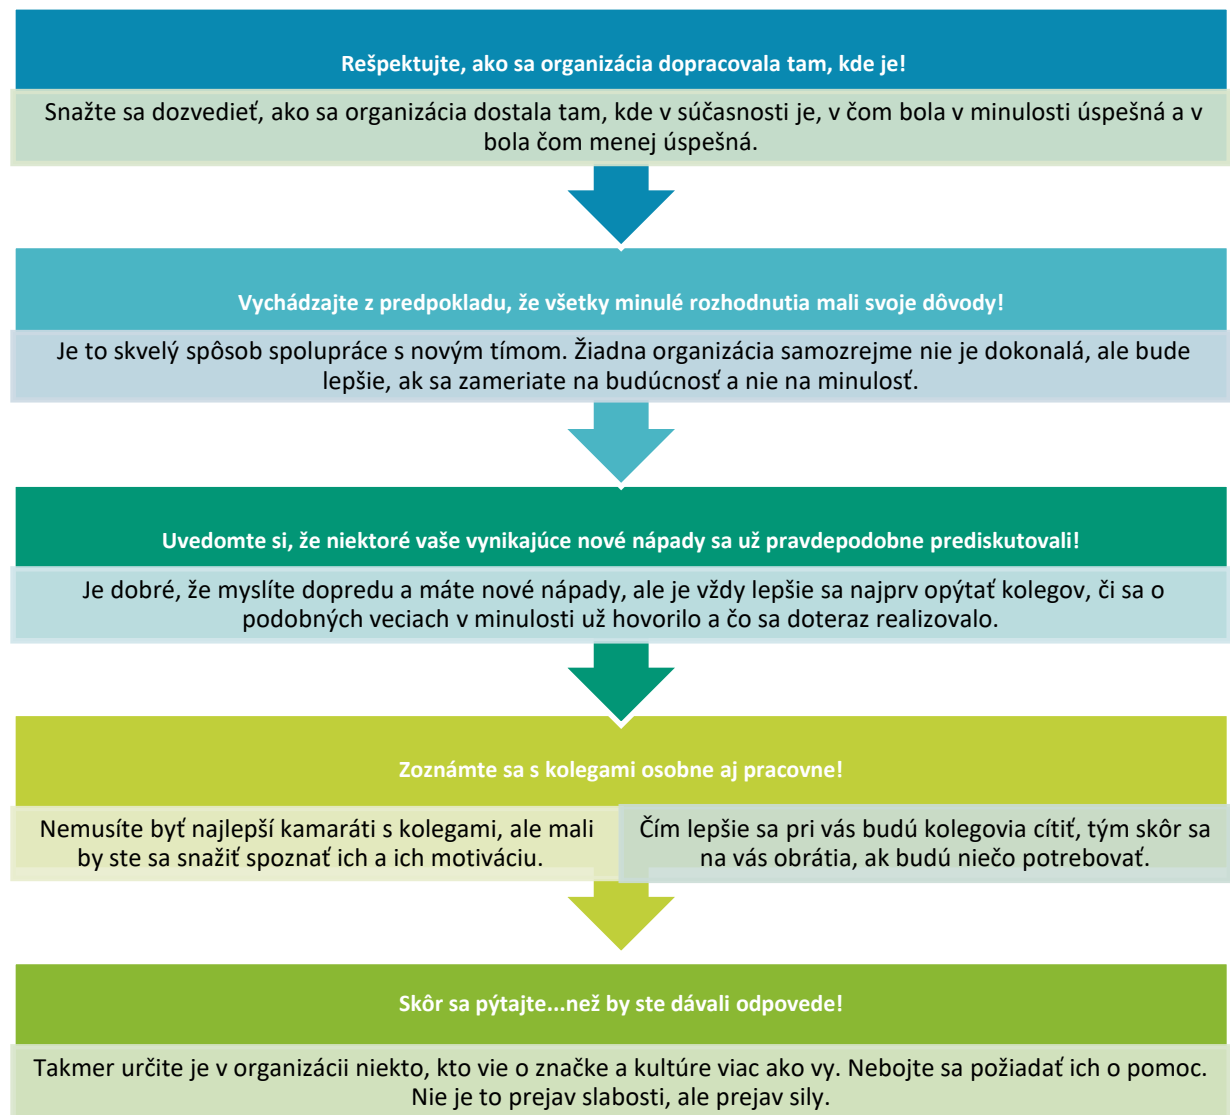 Rešpektujte, ako sa organizácia dopracovala tam, kde je!
Snažte sa dozvedieť, ako sa organizácia dostala tam, kde v súčasnosti je, v čom bola v minulosti úspešná a v
bola čom menej úspešná.
Vychádzajte z predpokladu, že všetky minulé rozhodnutia mali svoje dôvody!
Je to skvelý spôsob spolupráce s novým tímom. Žiadna organizácia samozrejme nie je dokonalá, ale bude
lepšie, ak sa zameriate na budúcnosť a nie na minulosť.
Uvedomte si, že niektoré vaše vynikajúce nové nápady sa už pravdepodobne prediskutovali!
Je dobré, že myslíte dopredu a máte nové nápady, ale je vždy lepšie sa najprv opýtať kolegov, či sa o
podobných veciach v minulosti už hovorilo a čo sa doteraz realizovalo.
Zoznámte sa s kolegami osobne aj pracovne!
Nemusíte byť najlepší kamaráti s kolegami, ale mali
by ste sa snažiť spoznať ich a ich motiváciu.
Čím lepšie sa pri vás budú kolegovia cítiť, tým skôr sa
na vás obrátia, ak budú niečo potrebovať.
Skôr sa pýtajte...než by ste dávali odpovede!
Takmer určite je v organizácii niekto, kto vie o značke a kultúre viac ako vy. Nebojte sa požiadať ich o pomoc.
Nie je to prejav slabosti, ale prejav sily.